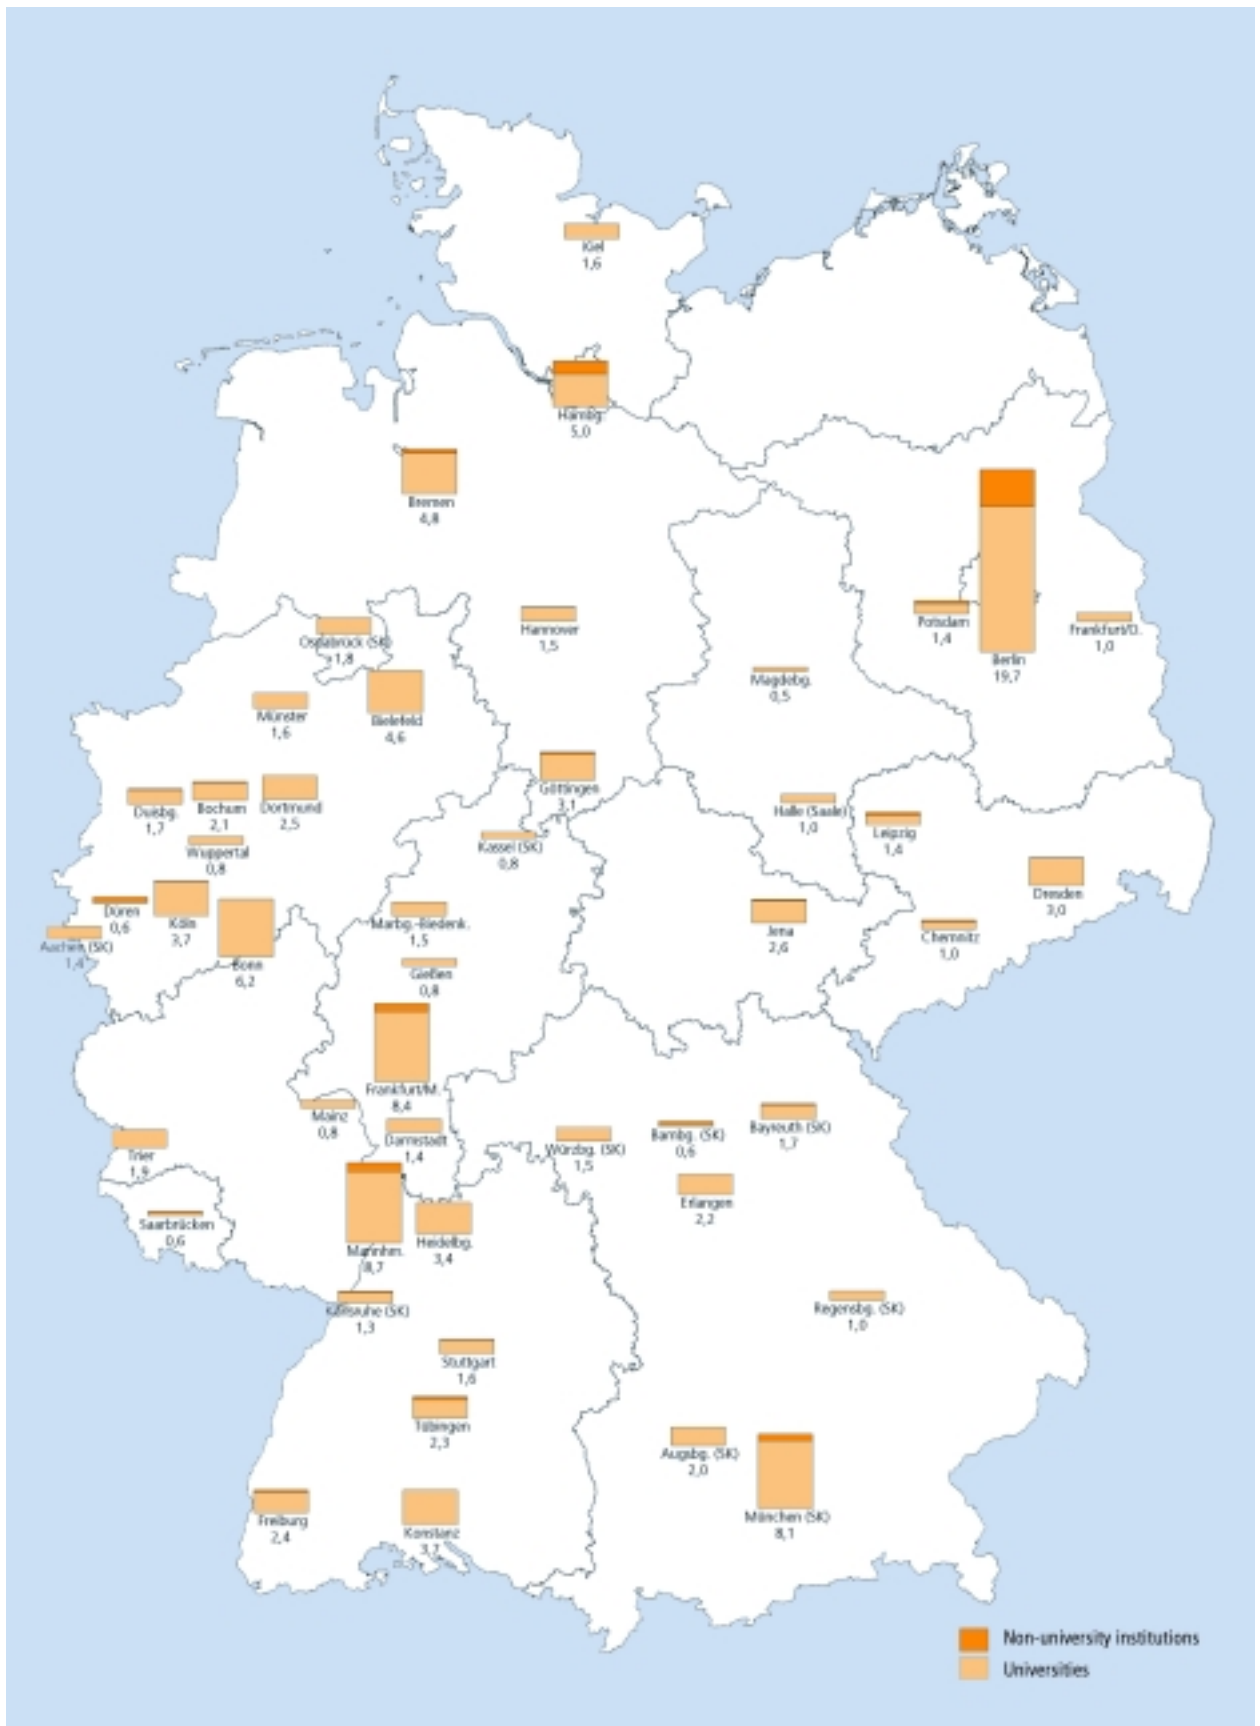 Kiel
1,6
Hambg.
5,0
Bremen
4,8
Hannover
1,5
Osnabrück (SK)
1,8
Potsdam
1,4
Frankfurt/O.
1,0
Berlin
19,7
Magdebg.
0,5
Münster
1,6
Bielefeld
4,6
Göttingen
3,1
Duisbg.
1,7
Bochum
2,1
Dortmund
2,5
Halle (Saale)
1,0
Leipzig
1,4
Wuppertal
0,8
Kassel (SK)
0,8
Dresden
3,0
Düren
0,6
Köln
3,7
Marbg.-Biedenk.
1,5
Jena
2,6
Chemnitz
1,0
Aachen (SK)
1,4
Bonn
6,2
Gießen
0,8
Frankfurt/M.
8,4
Mainz
0,8
Darmstadt
1,4
Würzbg. (SK)
1,5
Bambg. (SK)
0,6
Bayreuth (SK)
1,7
Trier
1,9
Erlangen
2,2
Saarbrücken
0,6
Mannhm.
8,7
Heidelbg.
3,4
Karlsruhe (SK)
1,3
Regensbg. (SK)
1,0
Stuttgart
1,6
Tübingen
2,3
Augsbg. (SK)
2,0
München (SK)
8,1
Freiburg
2,4
Konstanz
3,7
Non-university institutions
Universities